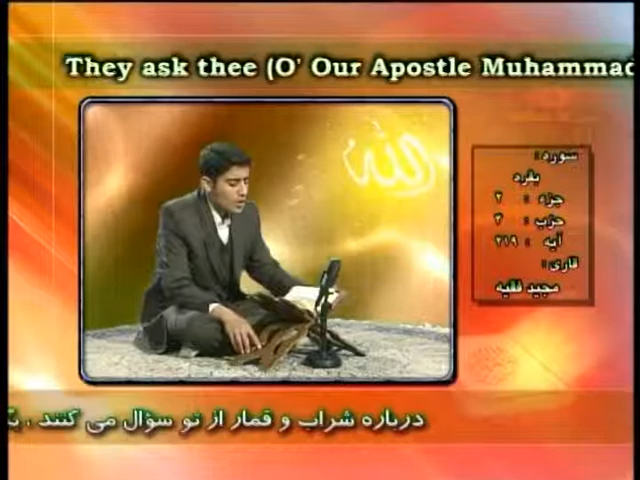 They ask thee (O' Our Apostle Muhammad
الله
سوره:
بقره
جزء : ۲
حزب : ۳
آیه : ۲۱۹
قاری:
مجید فقیه
درباره شراب و قمار از تو سؤال می کنند ،